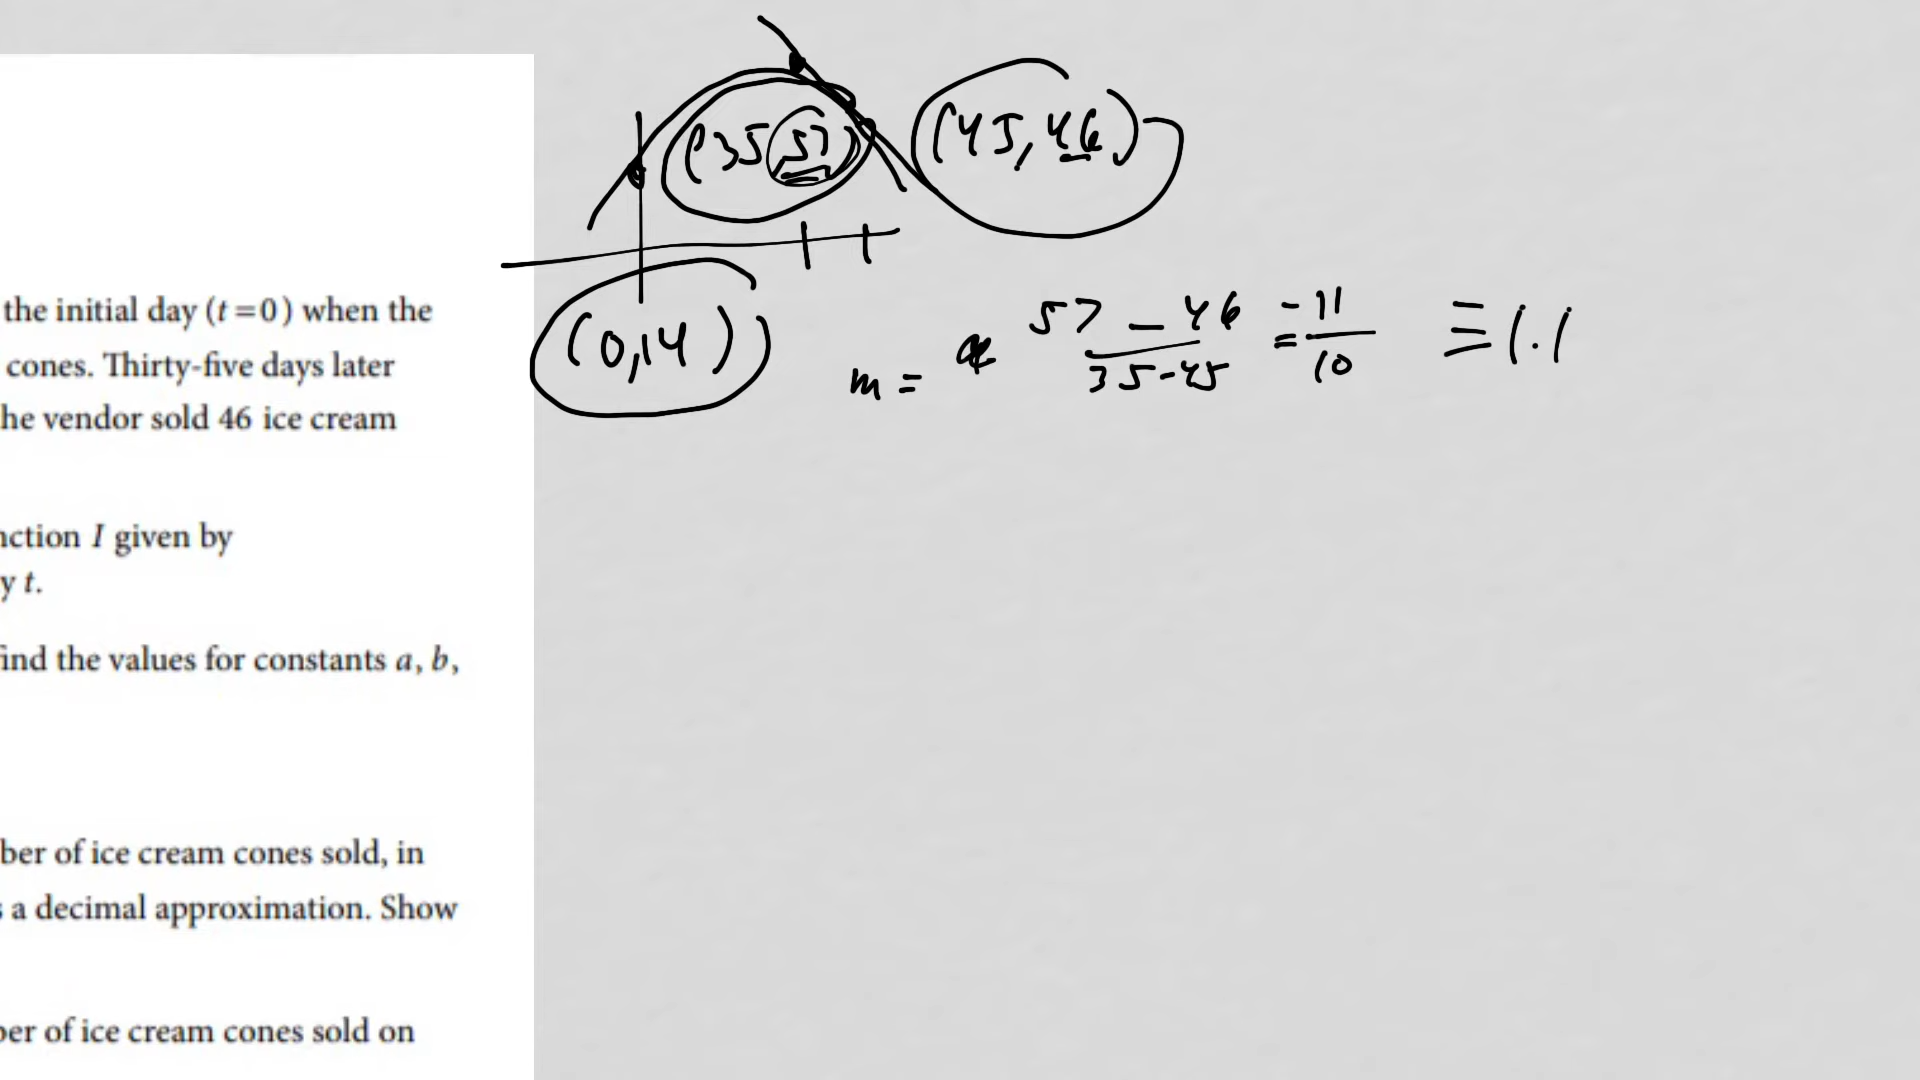 (35 57)
(45, 46)
the initial day (t=0) when the
cones. Thirty-five days later
he vendor sold 46 ice cream
(0,14)
m = 57 - 46 / 35-45 = -11 / 10 = 1.1
nction I given by
y t.
ind the values for constants a, b,
ber of ice cream cones sold, in
s a decimal approximation. Show
ber of ice cream cones sold on